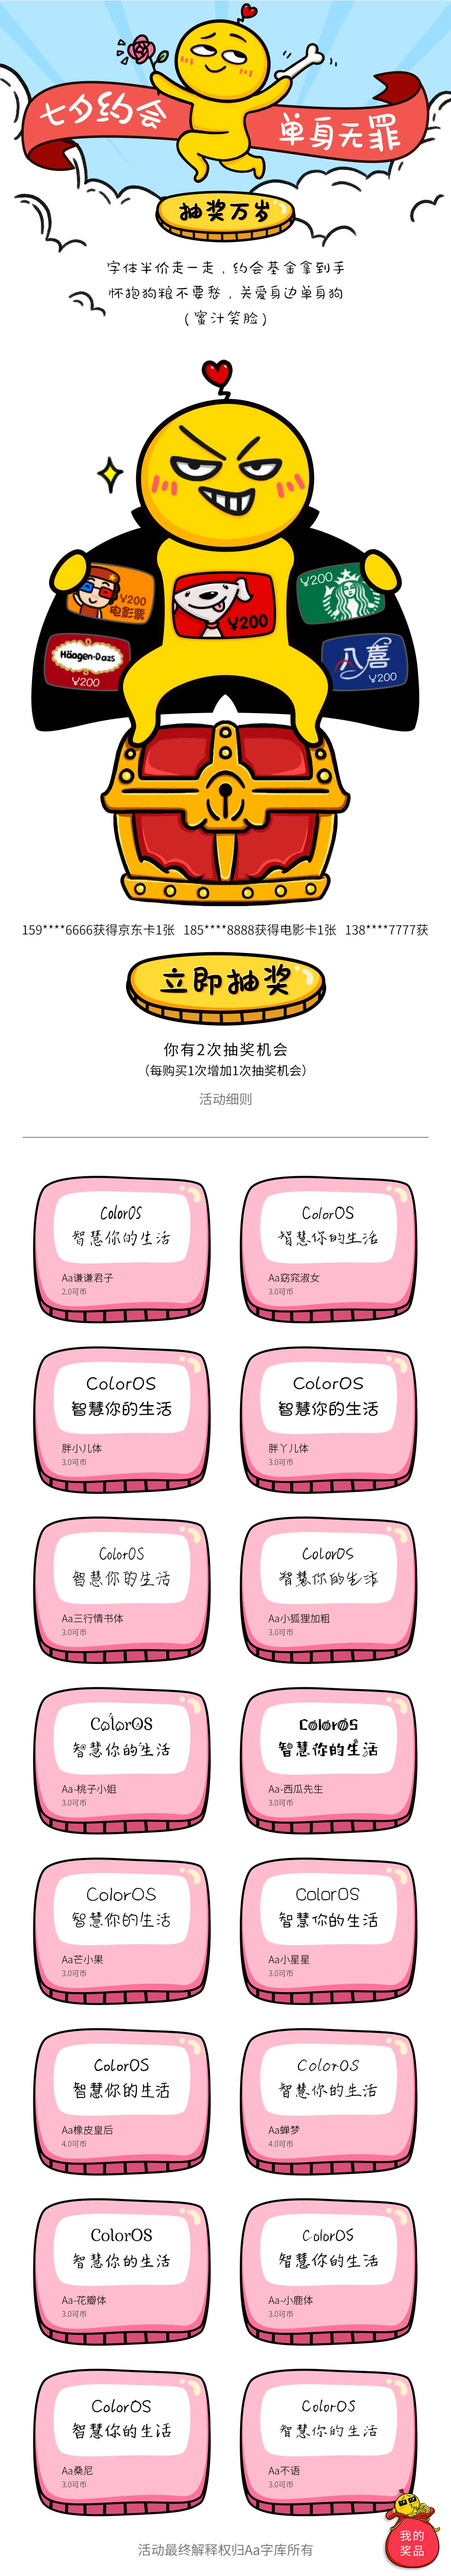 七夕约会
单身无罪
抽奖万岁
字体半价走一走，约会基金拿到手
怀抱狗粮不要愁，关爱身边单身狗
（蜜汁笑脸）
¥200
电影票
¥200
¥200
Häagen-Dazs
¥200
八喜
¥200
159****6666获得京东卡1张 185****8888获得电影卡1张 138****7777获
立即抽奖
你有2次抽奖机会
（每购买1次增加1次抽奖机会）
活动细则
ColorOS
智慧你的生活
Aa谦谦君子
2.0可币
ColorOS
智慧你的生活
Aa窈窕淑女
3.0可币
ColorOS
智慧你的生活
胖小儿体
3.0可币
ColorOS
智慧你的生活
胖丫儿体
3.0可币
ColorOS
智慧你的生活
Aa三行情书体
3.0可币
ColorOS
智慧你的生活
Aa小狐狸加粗
3.0可币
ColorOS
智慧你的生活
Aa-桃子小姐
3.0可币
ColorOS
智慧你的生活
Aa-西瓜先生
3.0可币
ColorOS
智慧你的生活
Aa芒小果
3.0可币
ColorOS
智慧你的生活
Aa小星星
3.0可币
ColorOS
智慧你的生活
Aa橡皮皇后
4.0可币
ColorOS
智慧你的生活
Aa蝉梦
4.0可币
ColorOS
智慧你的生活
Aa-花瓣体
3.0可币
ColorOS
智慧你的生活
Aa-小鹿体
3.0可币
ColorOS
智慧你的生活
Aa桑尼
3.0可币
ColorOS
智慧你的生活
Aa不语
3.0可币
我的
奖品
活动最终解释权归Aa字库所有